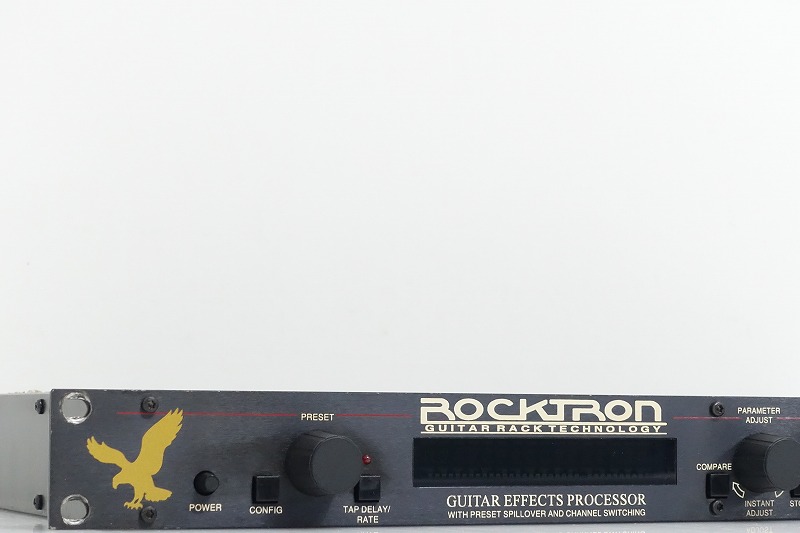 PRESET
ROCKTRON
GUITAR RACK TECHNOLOGY
PARAMETER
ADJUST
POWER
CONFIG
TAP DELAY/
RATE
GUITAR EFFECTS PROCESSOR
WITH PRESET SPILLOVER AND CHANNEL SWITCHING
COMPARE
INSTANT
ADJUST